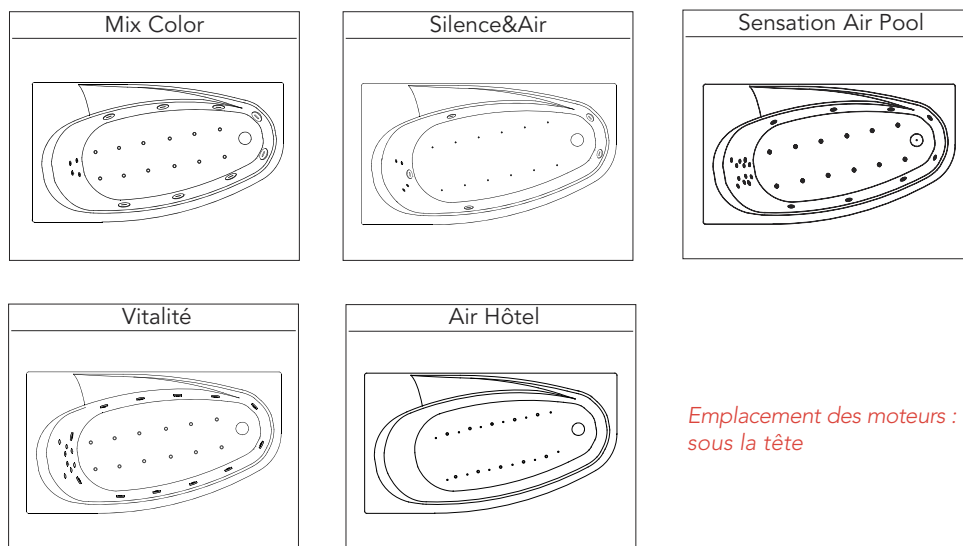 Mix Color
Silence&Air
Sensation Air Pool
Vitalité
Air Hôtel
Emplacement des moteurs :
sous la tête